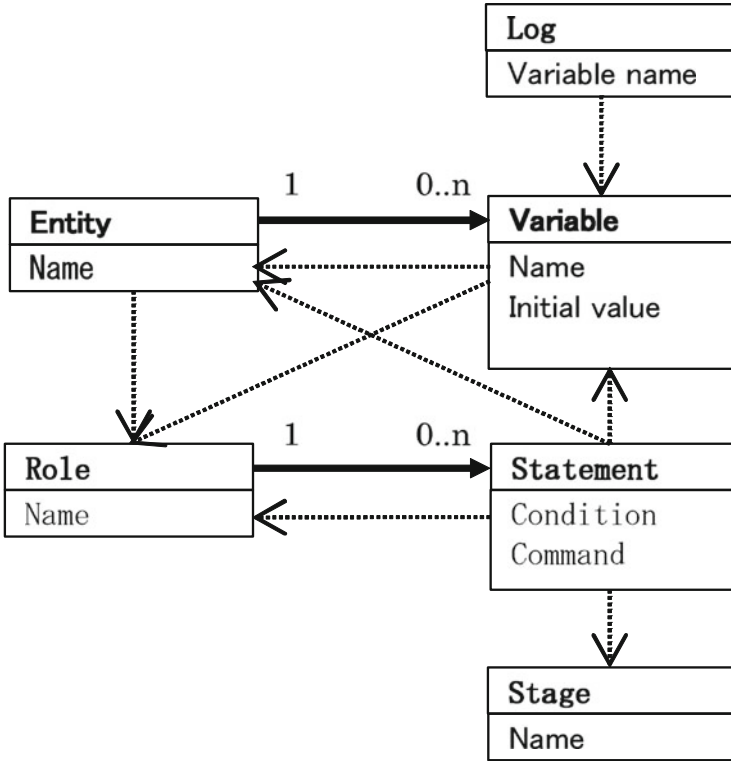 Log
Variable name
1 0..n
Entity
Name
Variable
Name
Initial value
1 0..n
Role
Name
Statement
Condition
Command
Stage
Name